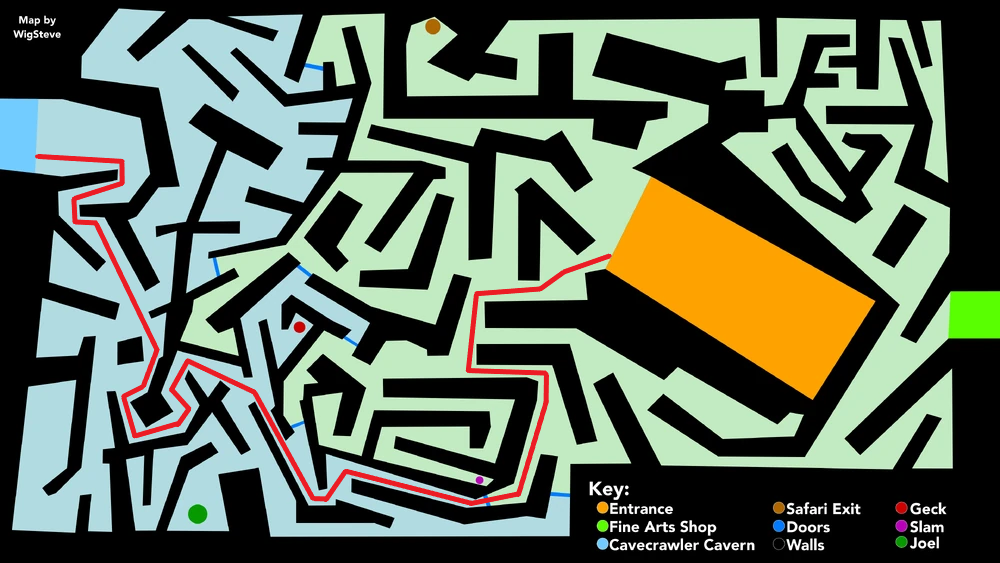 Map by
WigSteve
Key:
Entrance
Fine Arts Shop
Cavecrawler Cavern
Safari Exit
Doors
Walls
Geck
Slam
Joel